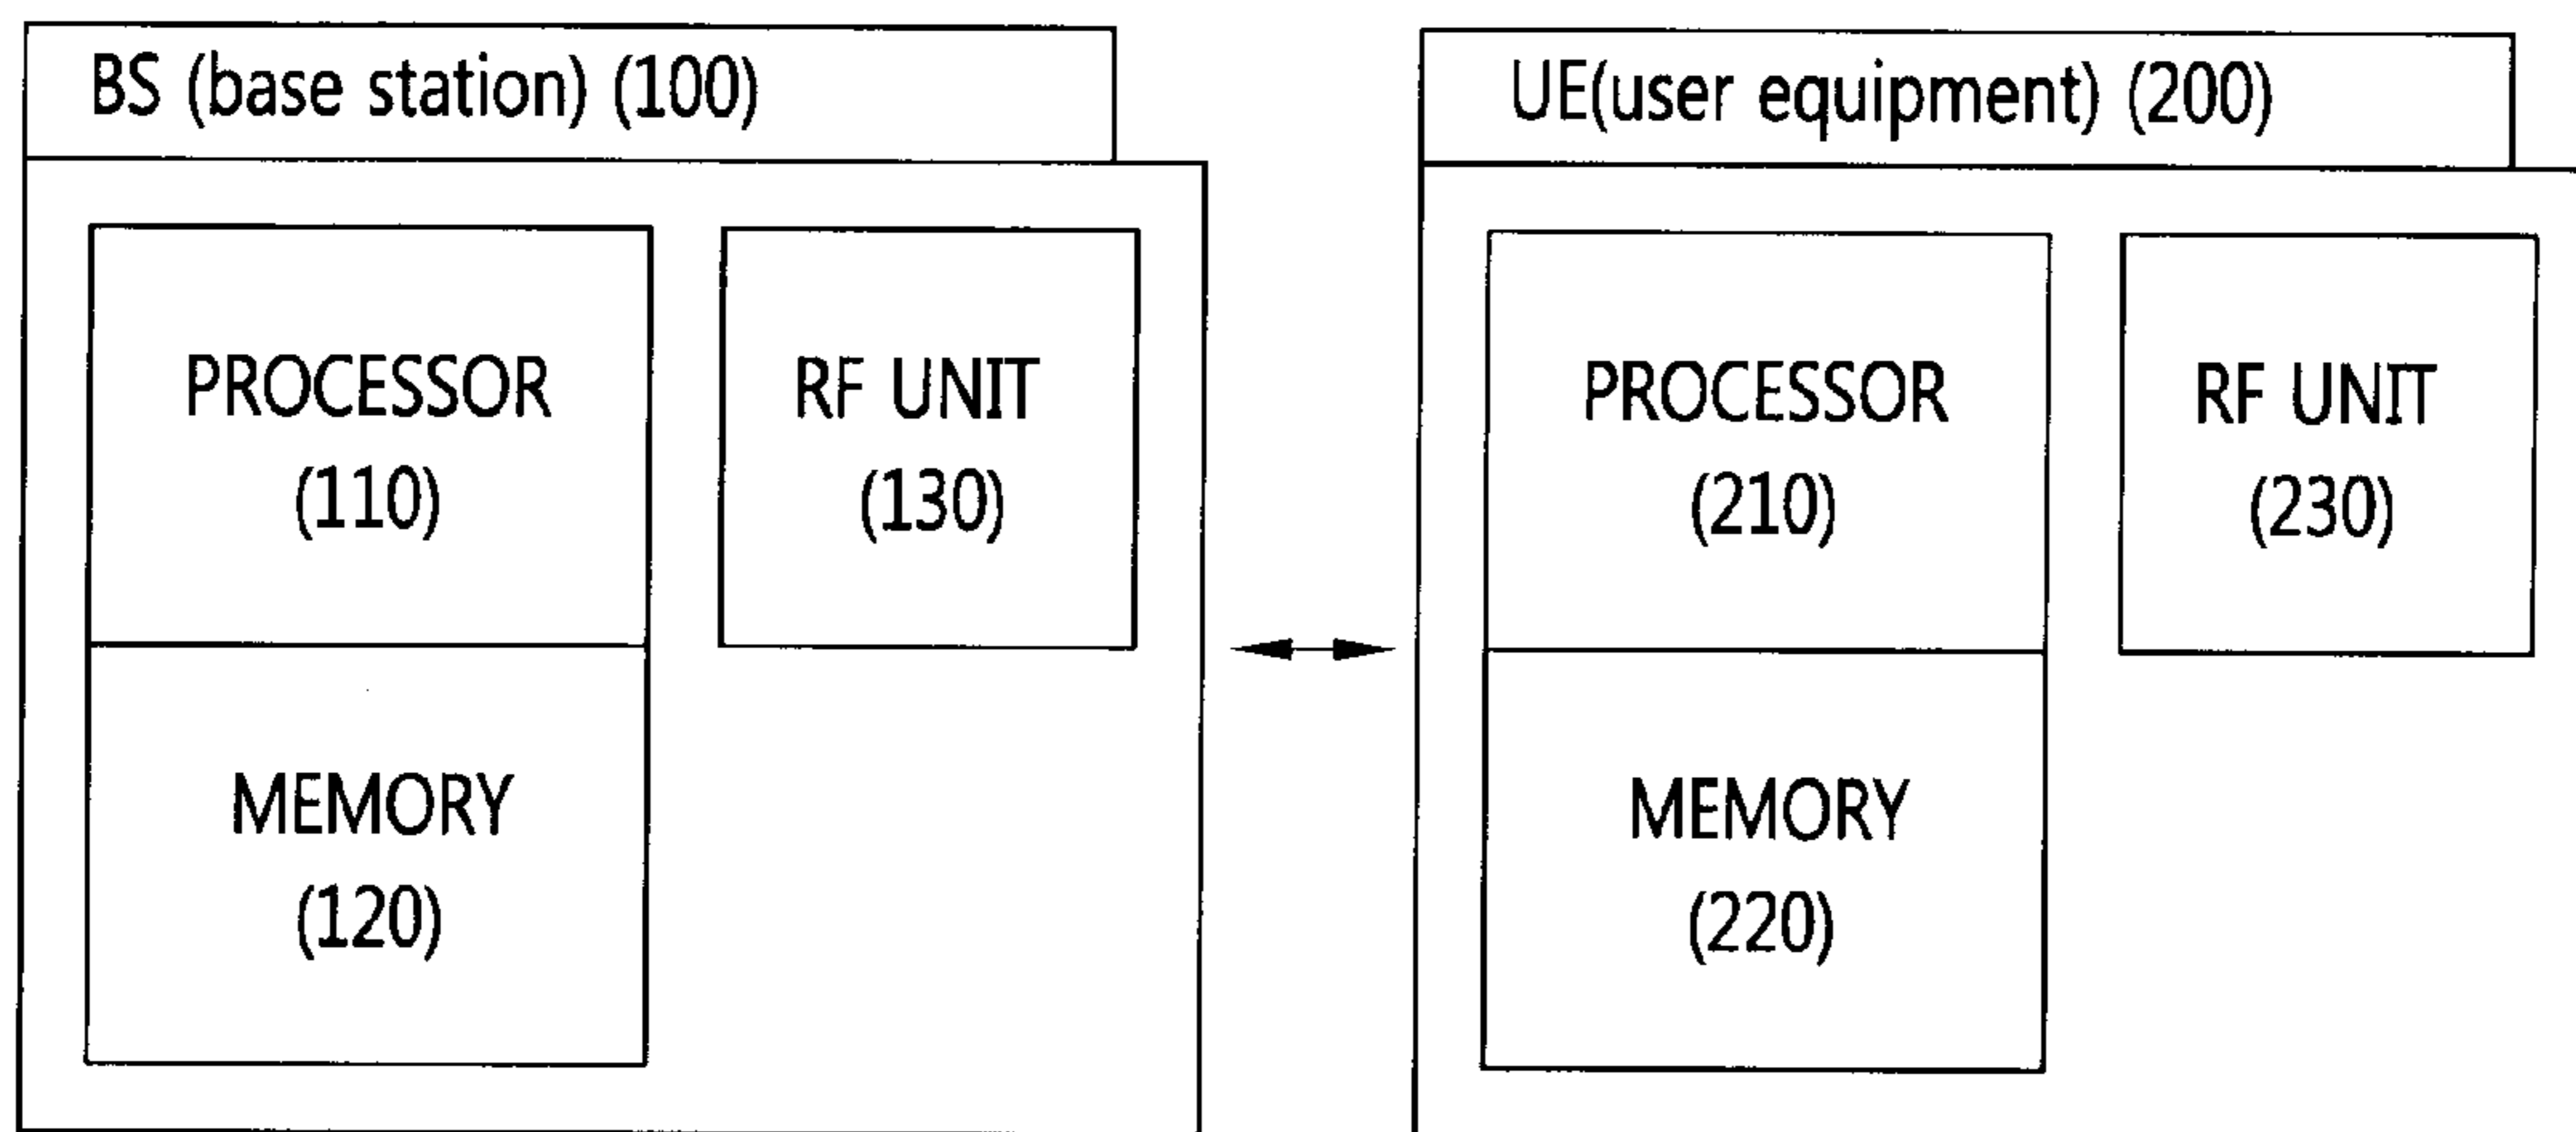 BS (base station) (100)
PROCESSOR
(110)
RF UNIT
(130)
MEMORY
(120)
UE(user equipment) (200)
PROCESSOR
(210)
RF UNIT
(230)
MEMORY
(220)